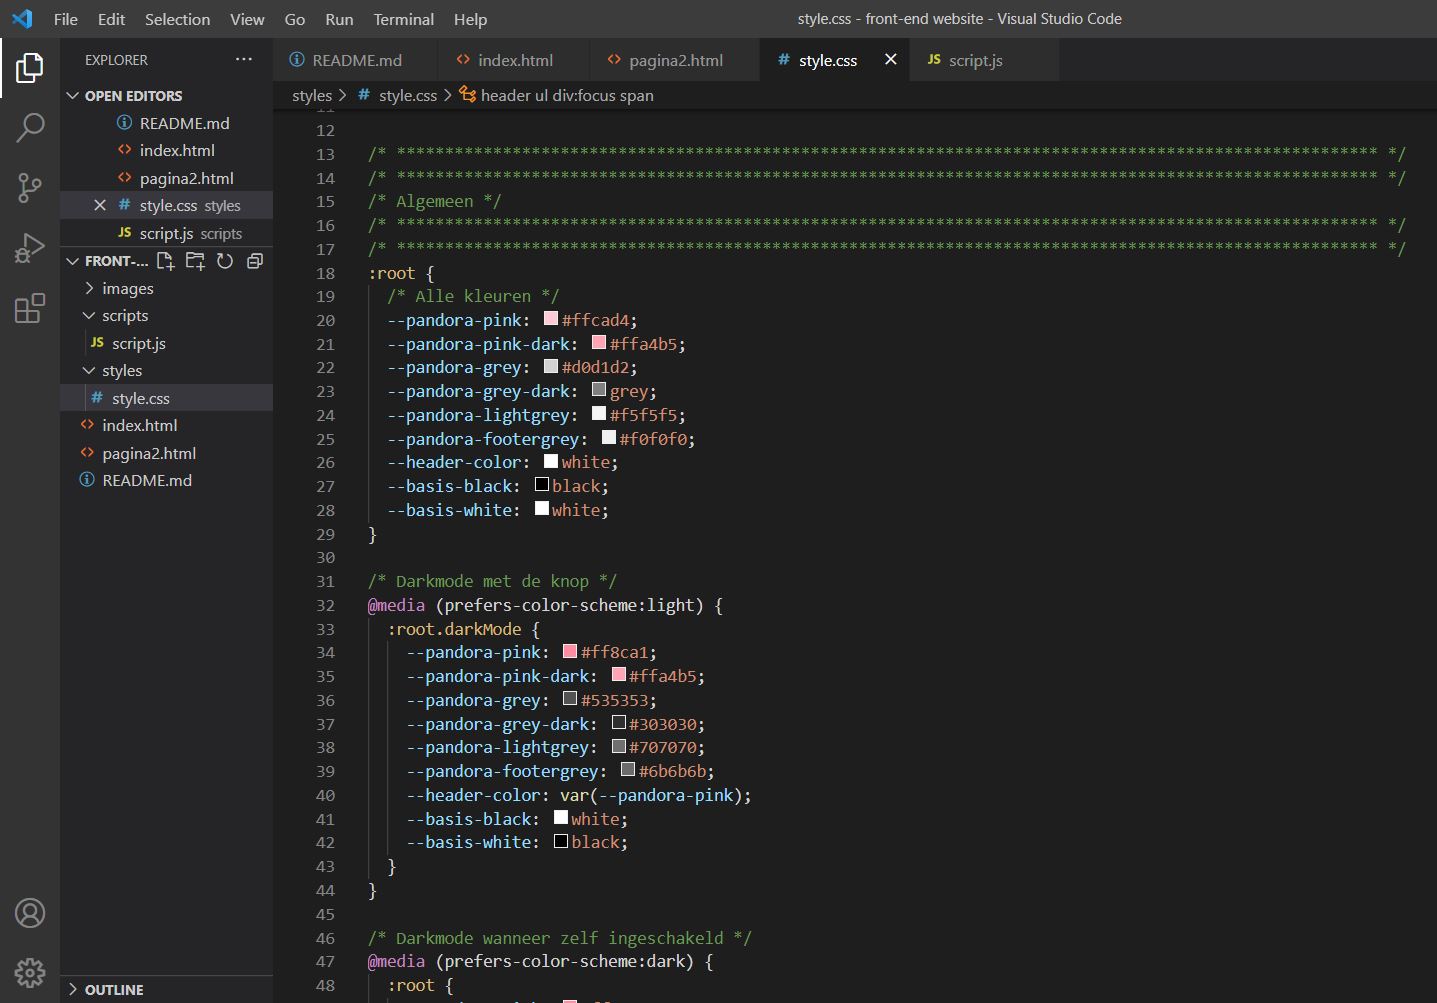 File Edit Selection View Go Run Terminal Help
style.css - front-end website - Visual Studio Code
EXPLORER ···
README.md index.html pagina2.html style.css JS script.js
styles > # style.css > header ul div:focus span
OPEN EDITORS
README.md
index.html
pagina2.html
# style.css styles
JS script.js scripts
FRONT-...
images
scripts
JS script.js
styles
# style.css
index.html
pagina2.html
README.md
OUTLINE
12
13 /* ****************************************************************************************************** */
14 /* ****************************************************************************************************** */
15 /* Algemeen */
16 /* ****************************************************************************************************** */
17 /* ****************************************************************************************************** */
18 :root {
19 /* Alle kleuren */
20 --pandora-pink: #ffcad4;
21 --pandora-pink-dark: #ffa4b5;
22 --pandora-grey: #d0d1d2;
23 --pandora-grey-dark: grey;
24 --pandora-lightgrey: #f5f5f5;
25 --pandora-footergrey: #f0f0f0;
26 --header-color: white;
27 --basis-black: black;
28 --basis-white: white;
29 }
30
31 /* Darkmode met de knop */
32 @media (prefers-color-scheme:light) {
33 :root.darkMode {
34 --pandora-pink: #ff8ca1;
35 --pandora-pink-dark: #ffa4b5;
36 --pandora-grey: #535353;
37 --pandora-grey-dark: #303030;
38 --pandora-lightgrey: #707070;
39 --pandora-footergrey: #6b6b6b;
40 --header-color: var(--pandora-pink);
41 --basis-black: white;
42 --basis-white: black;
43 }
44 }
45
46 /* Darkmode wanneer zelf ingeschakeld */
47 @media (prefers-color-scheme:dark) {
48 :root {